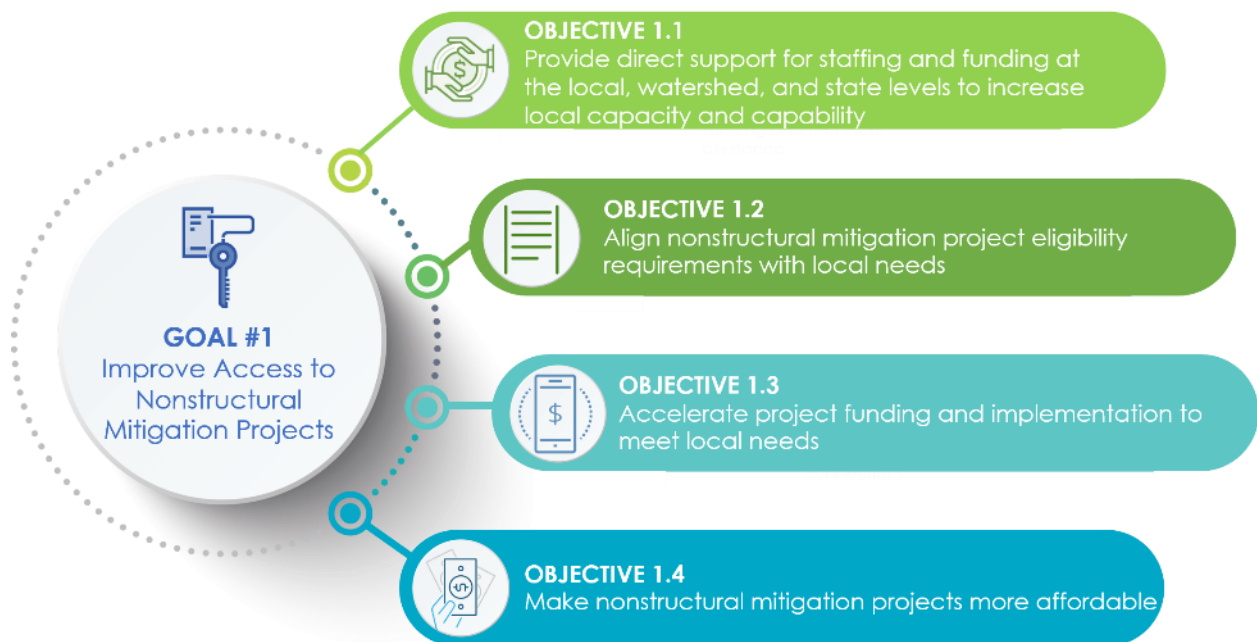 OBJECTIVE 1.1
Provide direct support for staffing and funding at
the local, watershed, and state levels to increase
local capacity and capability
OBJECTIVE 1.2
Align nonstructural mitigation project eligibility
requirements with local needs
GOAL #1
Improve Access to
Nonstructural
Mitigation Projects
OBJECTIVE 1.3
Accelerate project funding and implementation to
meet local needs
OBJECTIVE 1.4
Make nonstructural mitigation projects more affordable